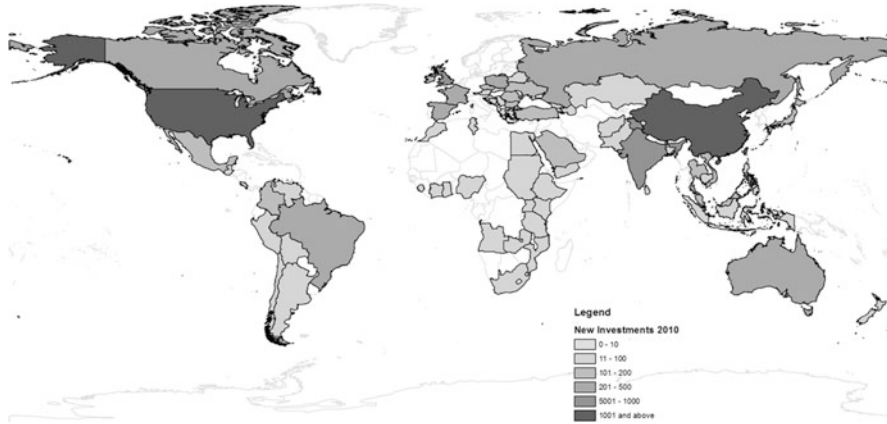 Legend
New Investments 2010
0 - 10
11 - 100
101 - 200
201 - 500
5001 - 1000
1001 and above